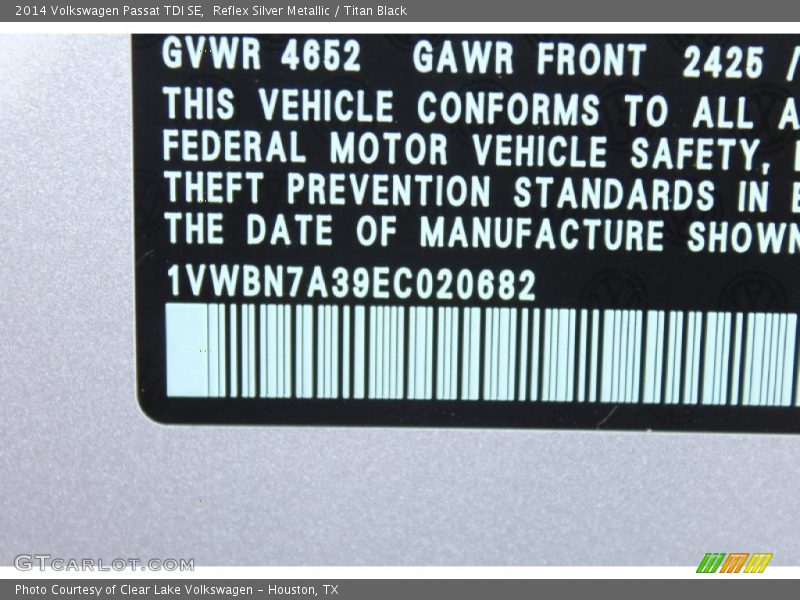 2014 Volkswagen Passat TDI SE,  Reflex Silver Metallic / Titan Black
GVWR 4652 GAWR FRONT 2425 /
THIS VEHICLE CONFORMS TO ALL A
FEDERAL MOTOR VEHICLE SAFETY,
THEFT PREVENTION STANDARDS IN E
THE DATE OF MANUFACTURE SHOWN
1VWBN7A39EC020682
GTCARLOT.COM
Photo Courtesy of Clear Lake Volkswagen – Houston, TX